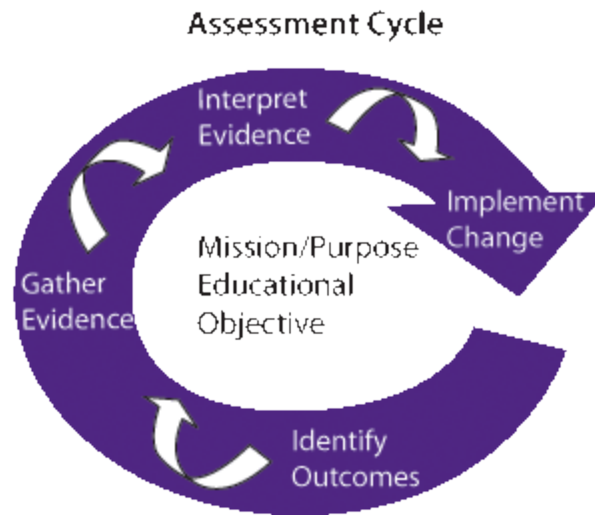 Assessment Cycle
Interpret
Evidence
Implement
Change
Mission/Purpose
Educational
Objective
Gather
Evidence
Identify
Outcomes